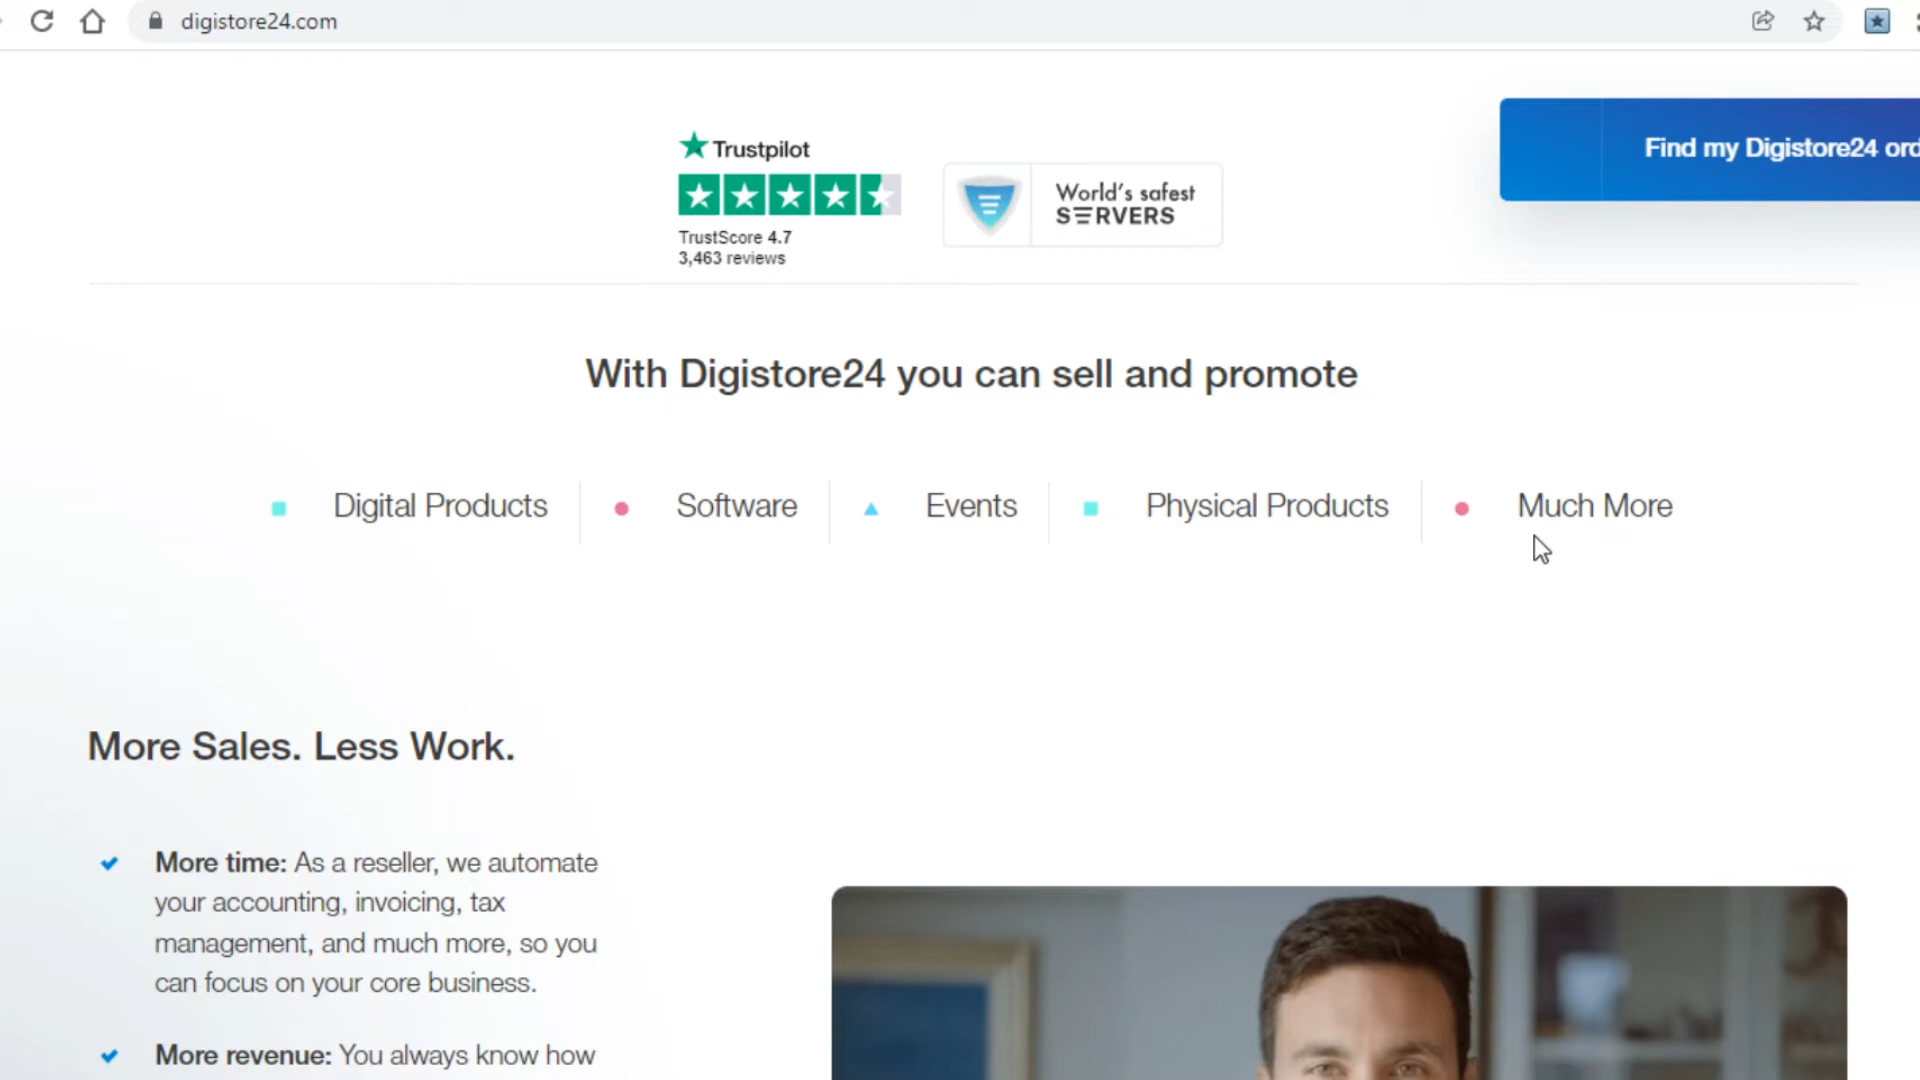 digistore24.com
Trustpilot
TrustScore 4.7
3,463 reviews
World's safest
SERVERS
Find my Digistore24 ord
With Digistore24 you can sell and promote
Digital Products
Software
Events
Physical Products
Much More
More Sales. Less Work.
More time: As a reseller, we automate
your accounting, invoicing, tax
management, and much more, so you
can focus on your core business.
More revenue: You always know how